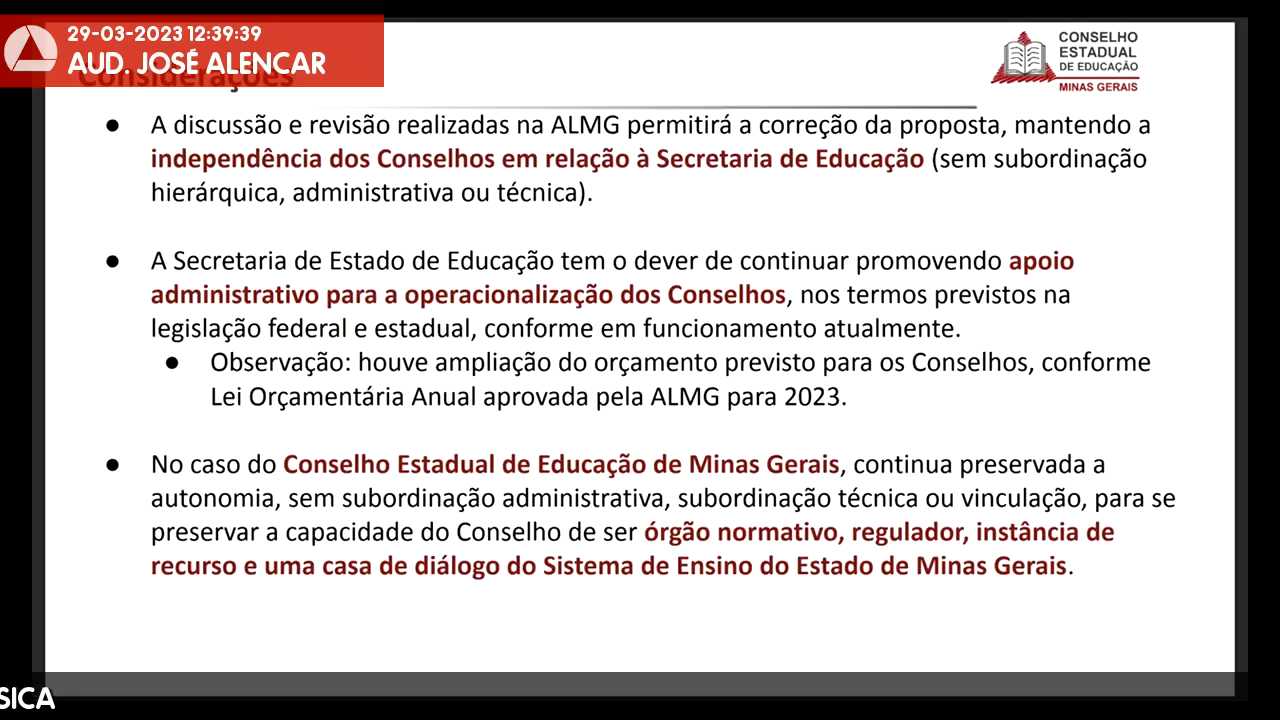 29-03-2023 12:39:39
AUD. JOSÉ ALENCAR
Considerações
CONSELHO
ESTADUAL
DE EDUCAÇÃO
MINAS GERAIS
● A discussão e revisão realizadas na ALMG permitirá a correção da proposta, mantendo a
independência dos Conselhos em relação à Secretaria de Educação (sem subordinação
hierárquica, administrativa ou técnica).
● A Secretaria de Estado de Educação tem o dever de continuar promovendo apoio
administrativo para a operacionalização dos Conselhos, nos termos previstos na
legislação federal e estadual, conforme em funcionamento atualmente.
● Observação: houve ampliação do orçamento previsto para os Conselhos, conforme
Lei Orçamentária Anual aprovada pela ALMG para 2023.
● No caso do Conselho Estadual de Educação de Minas Gerais, continua preservada a
autonomia, sem subordinação administrativa, subordinação técnica ou vinculação, para se
preservar a capacidade do Conselho de ser órgão normativo, regulador, instância de
recurso e uma casa de diálogo do Sistema de Ensino do Estado de Minas Gerais.
SICA